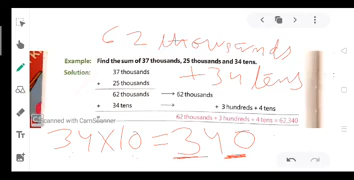 62 thousands
Example: Find the sum of 37 thousands, 25 thousands and 34 tens.
+ 34 tens
Solution: 37 thousands
+ 25 thousands
62 thousands → 62 thousands
+ 34 tens → + 3 hundreds + 4 tens
62 thousands + 3 hundreds + 4 tens = 62,340
Scanned with CamScanner
34 x 10 = 340